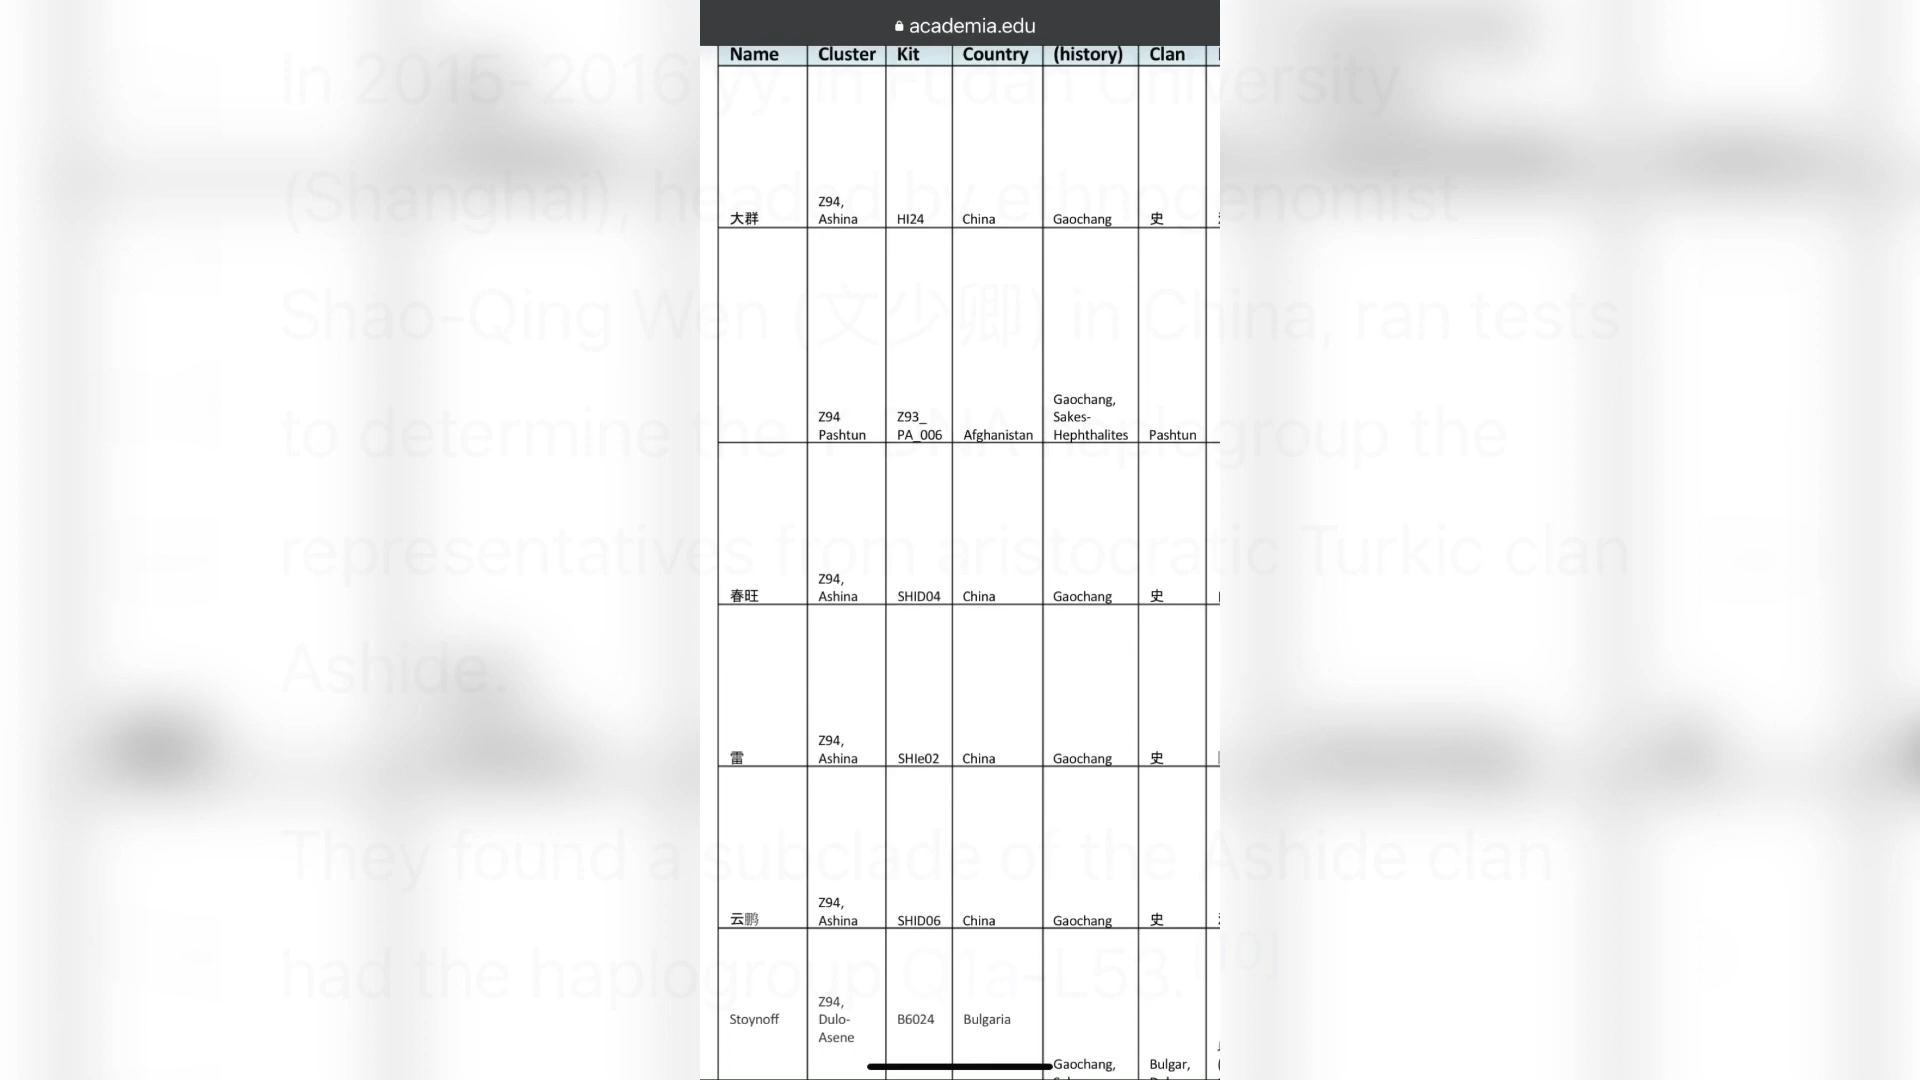 academia.edu
Name Cluster Kit Country (history) Clan
大群 Z94, Ashina HI24 China Gaochang 史
Z94 Pashtun Z93_ PA_006 Afghanistan Gaochang, Sakes- Hephthalites Pashtun
春旺 Z94, Ashina SHID04 China Gaochang 史
雷 Z94, Ashina SHIe02 China Gaochang 史
云鹏 Z94, Ashina SHID06 China Gaochang 史
Stoynoff Z94, Dulo- Asene B6024 Bulgaria Gaochang, Bulgar,
In 2015-2016 yy. in Fudan University
(Shanghai), headed by ethnogenomist
Shao-Qing Wen (文少卿) in China, ran tests
to determine the Y-DNA haplogroup the
representatives from aristocratic Turkic clan
Ashide.
They found a subclade of the Ashide clan
had the haplogroup Q1a-L53.